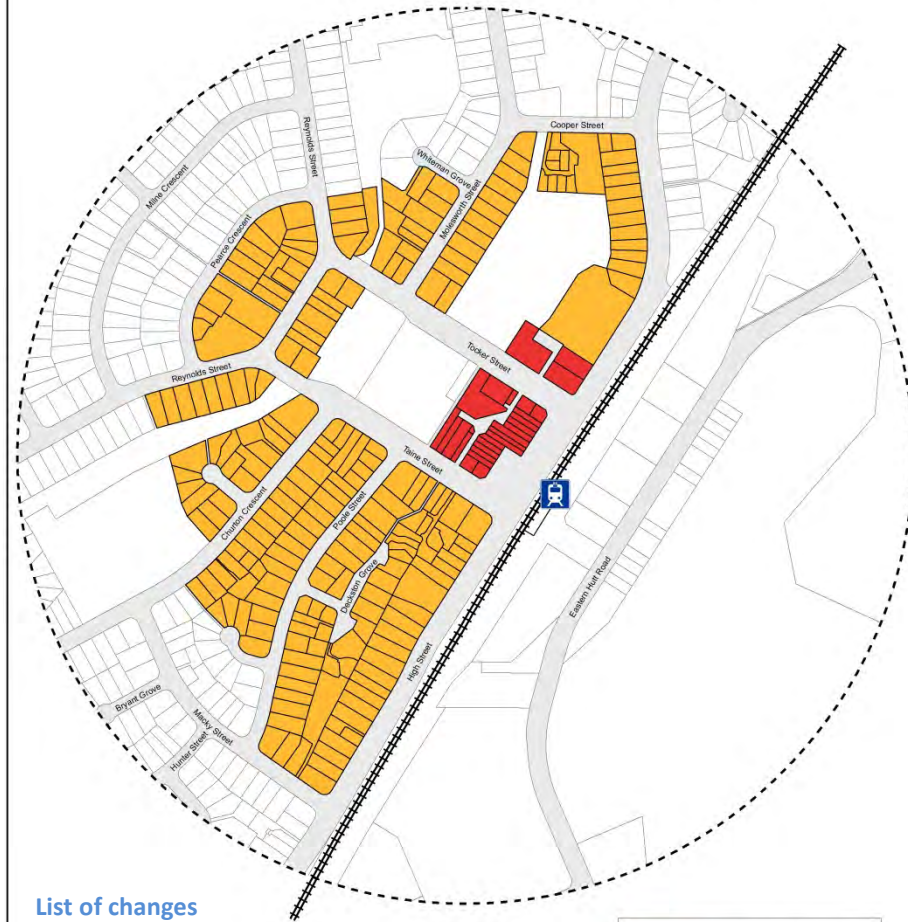 Cooper Street
Reynolds Street
Whiteman Grove
Molesworth Street
Milne Crescent
Pearce Crescent
Tocker Street
Reynolds Street
Taine Street
Churton Crescent
Poole Street
Deckston Grove
Eastern Hutt Road
High Street
Bryant Grove
Macky Street
Hunter Street
List of changes